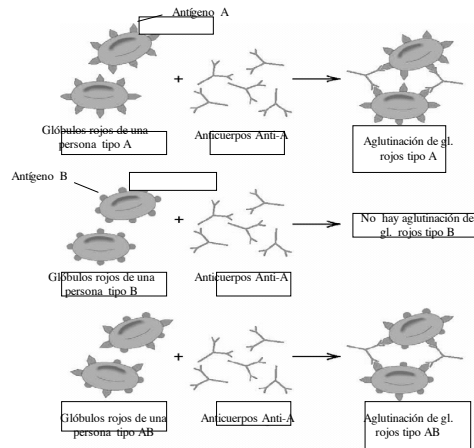 Antígeno A
+
Glóbulos rojos de una
persona tipo A
Anticuerpos Anti-A
Aglutinación de gl.
rojos tipo A
Antígeno B
+
Glóbulos rojos de una
persona tipo B
Anticuerpos Anti-A
No hay aglutinación de
gl. rojos tipo B
+
Glóbulos rojos de una
persona tipo AB
Anticuerpos Anti-A
Aglutinación de gl.
rojos tipo AB